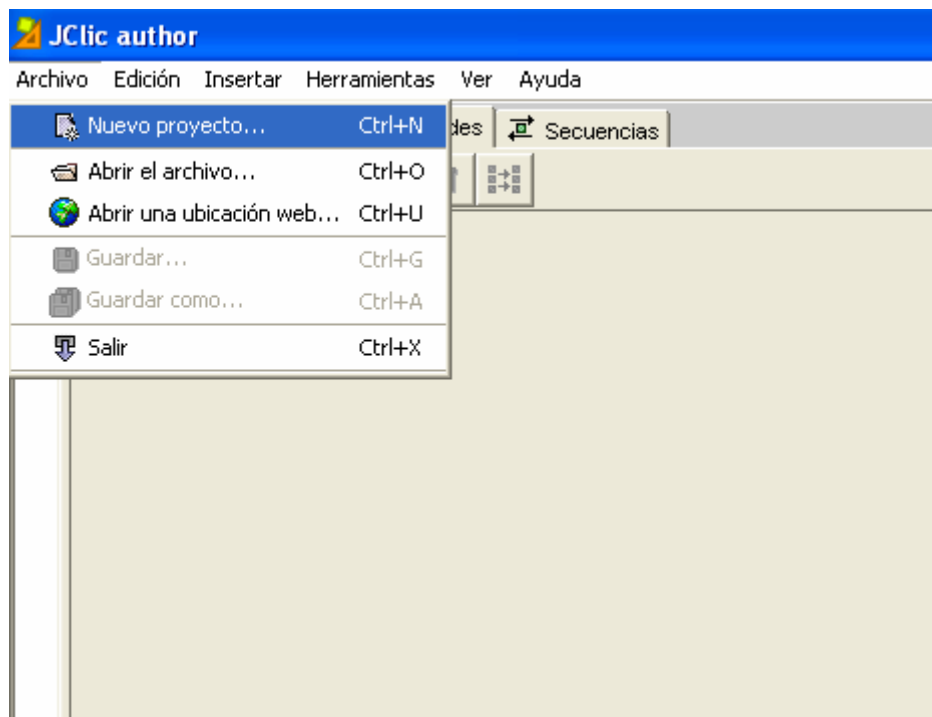 JClic author
Archivo Edición Insertar Herramientas Ver Ayuda
Nuevo proyecto... Ctrl+N
Secuencias
Abrir el archivo... Ctrl+O
Abrir una ubicación web... Ctrl+U
Guardar... Ctrl+G
Guardar como... Ctrl+A
Salir Ctrl+X